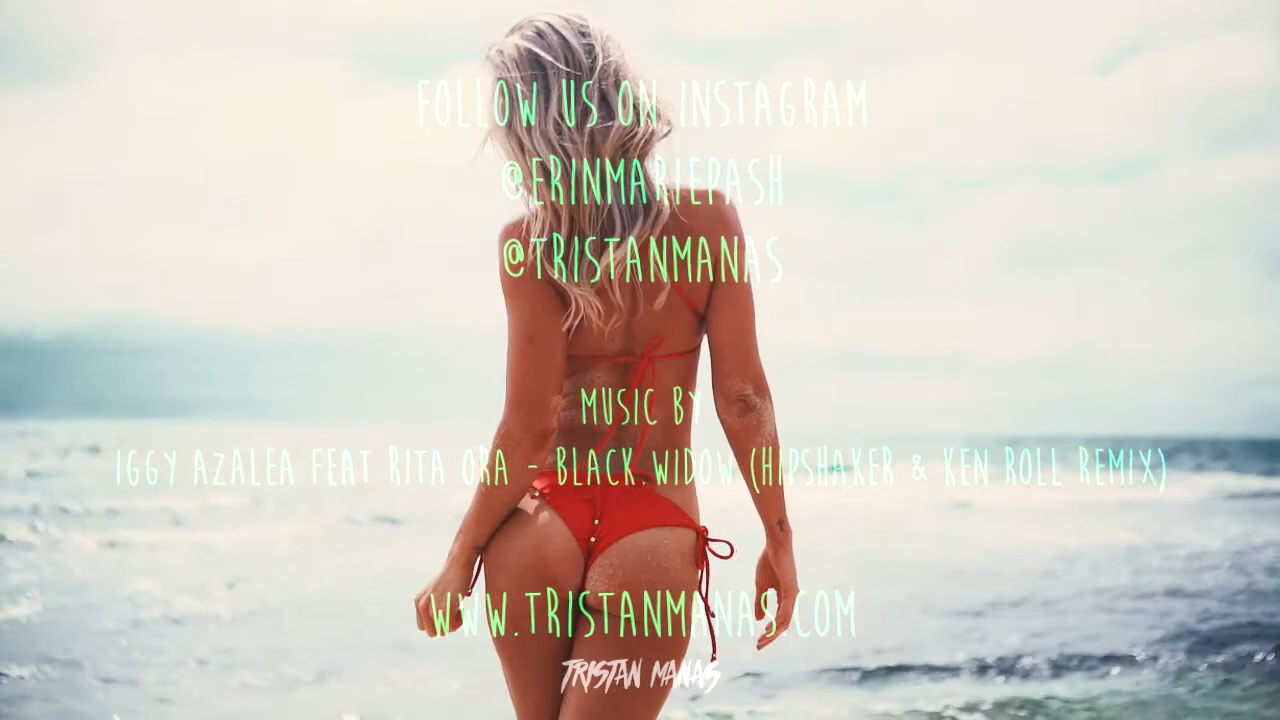 FOLLOW US ON INSTAGRAM
@ERINMARIEPASH
@TRISTANMANAS
MUSIC BY
IGGY AZALEA FEAT RITA ORA - BLACK WIDOW (HIPSHAKER & KEN ROLL REMIX)
WWW.TRISTANMANAS.COM
TRISTAN MANAS